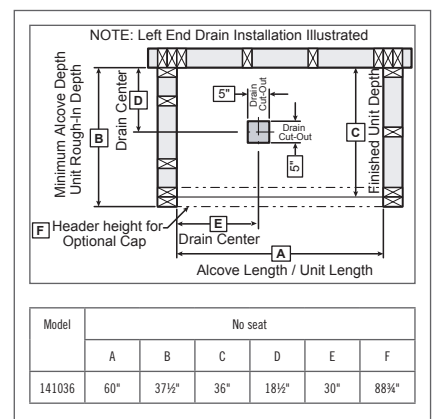 NOTE: Left End Drain Installation Illustrated
Minimum Alcove Depth
Unit Rough-In Depth
B
Drain Center
D
5"
Drain
Cut-Out
Drain
Cut-Out
5"
C
Finished Unit Depth
F Header height for
Optional Cap
E
Drain Center
A
Alcove Length / Unit Length
Model No seat
A B C D E F
141036 60" 37½" 36" 18½" 30" 88¾"